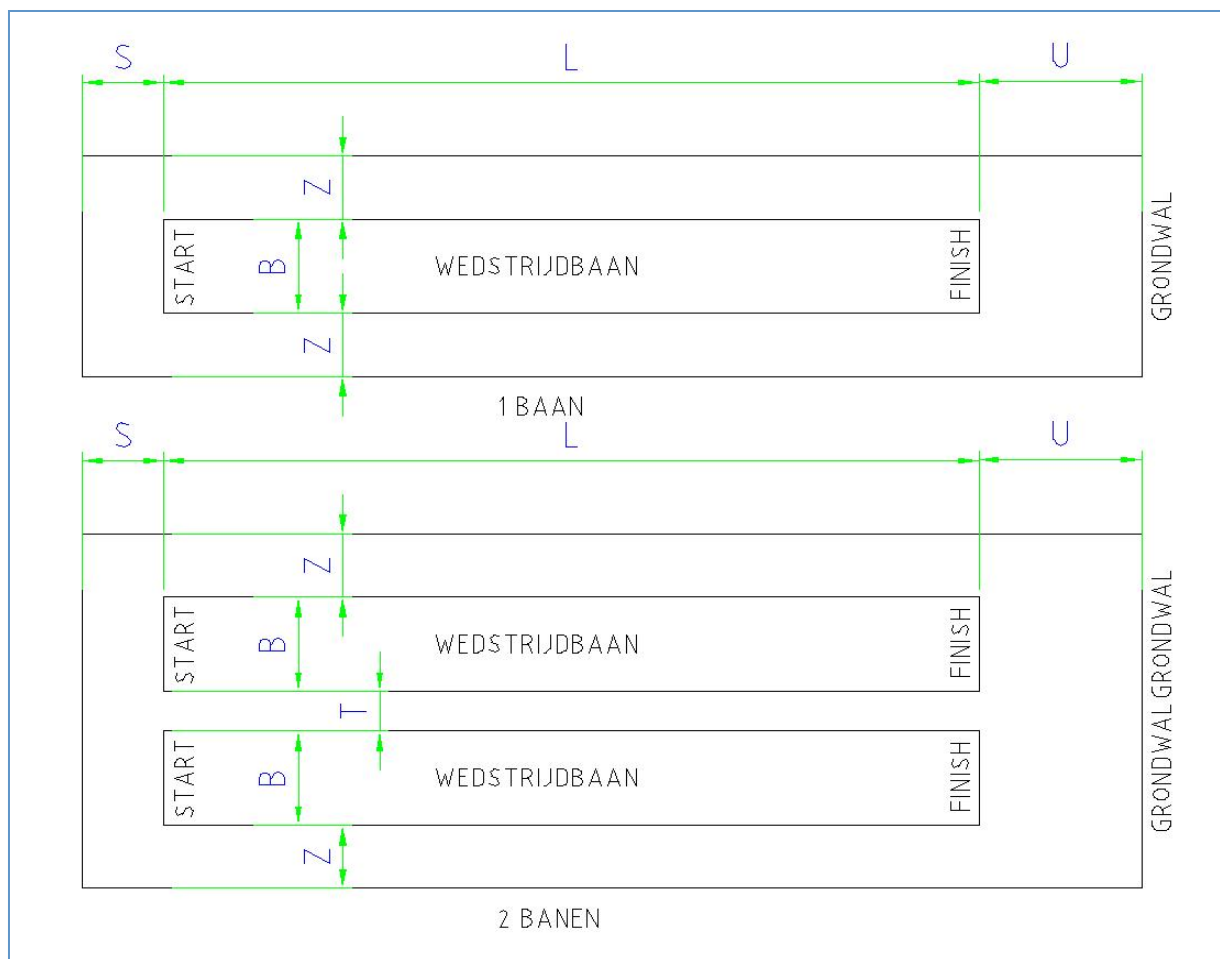 S L U
Z
START B WEDSTRIJDBAAN FINISH GRONDWAL
Z
1 BAAN
S L U
Z
START B WEDSTRIJDBAAN FINISH GRONDWAL
T
START B WEDSTRIJDBAAN FINISH GRONDWAL
Z
2 BANEN